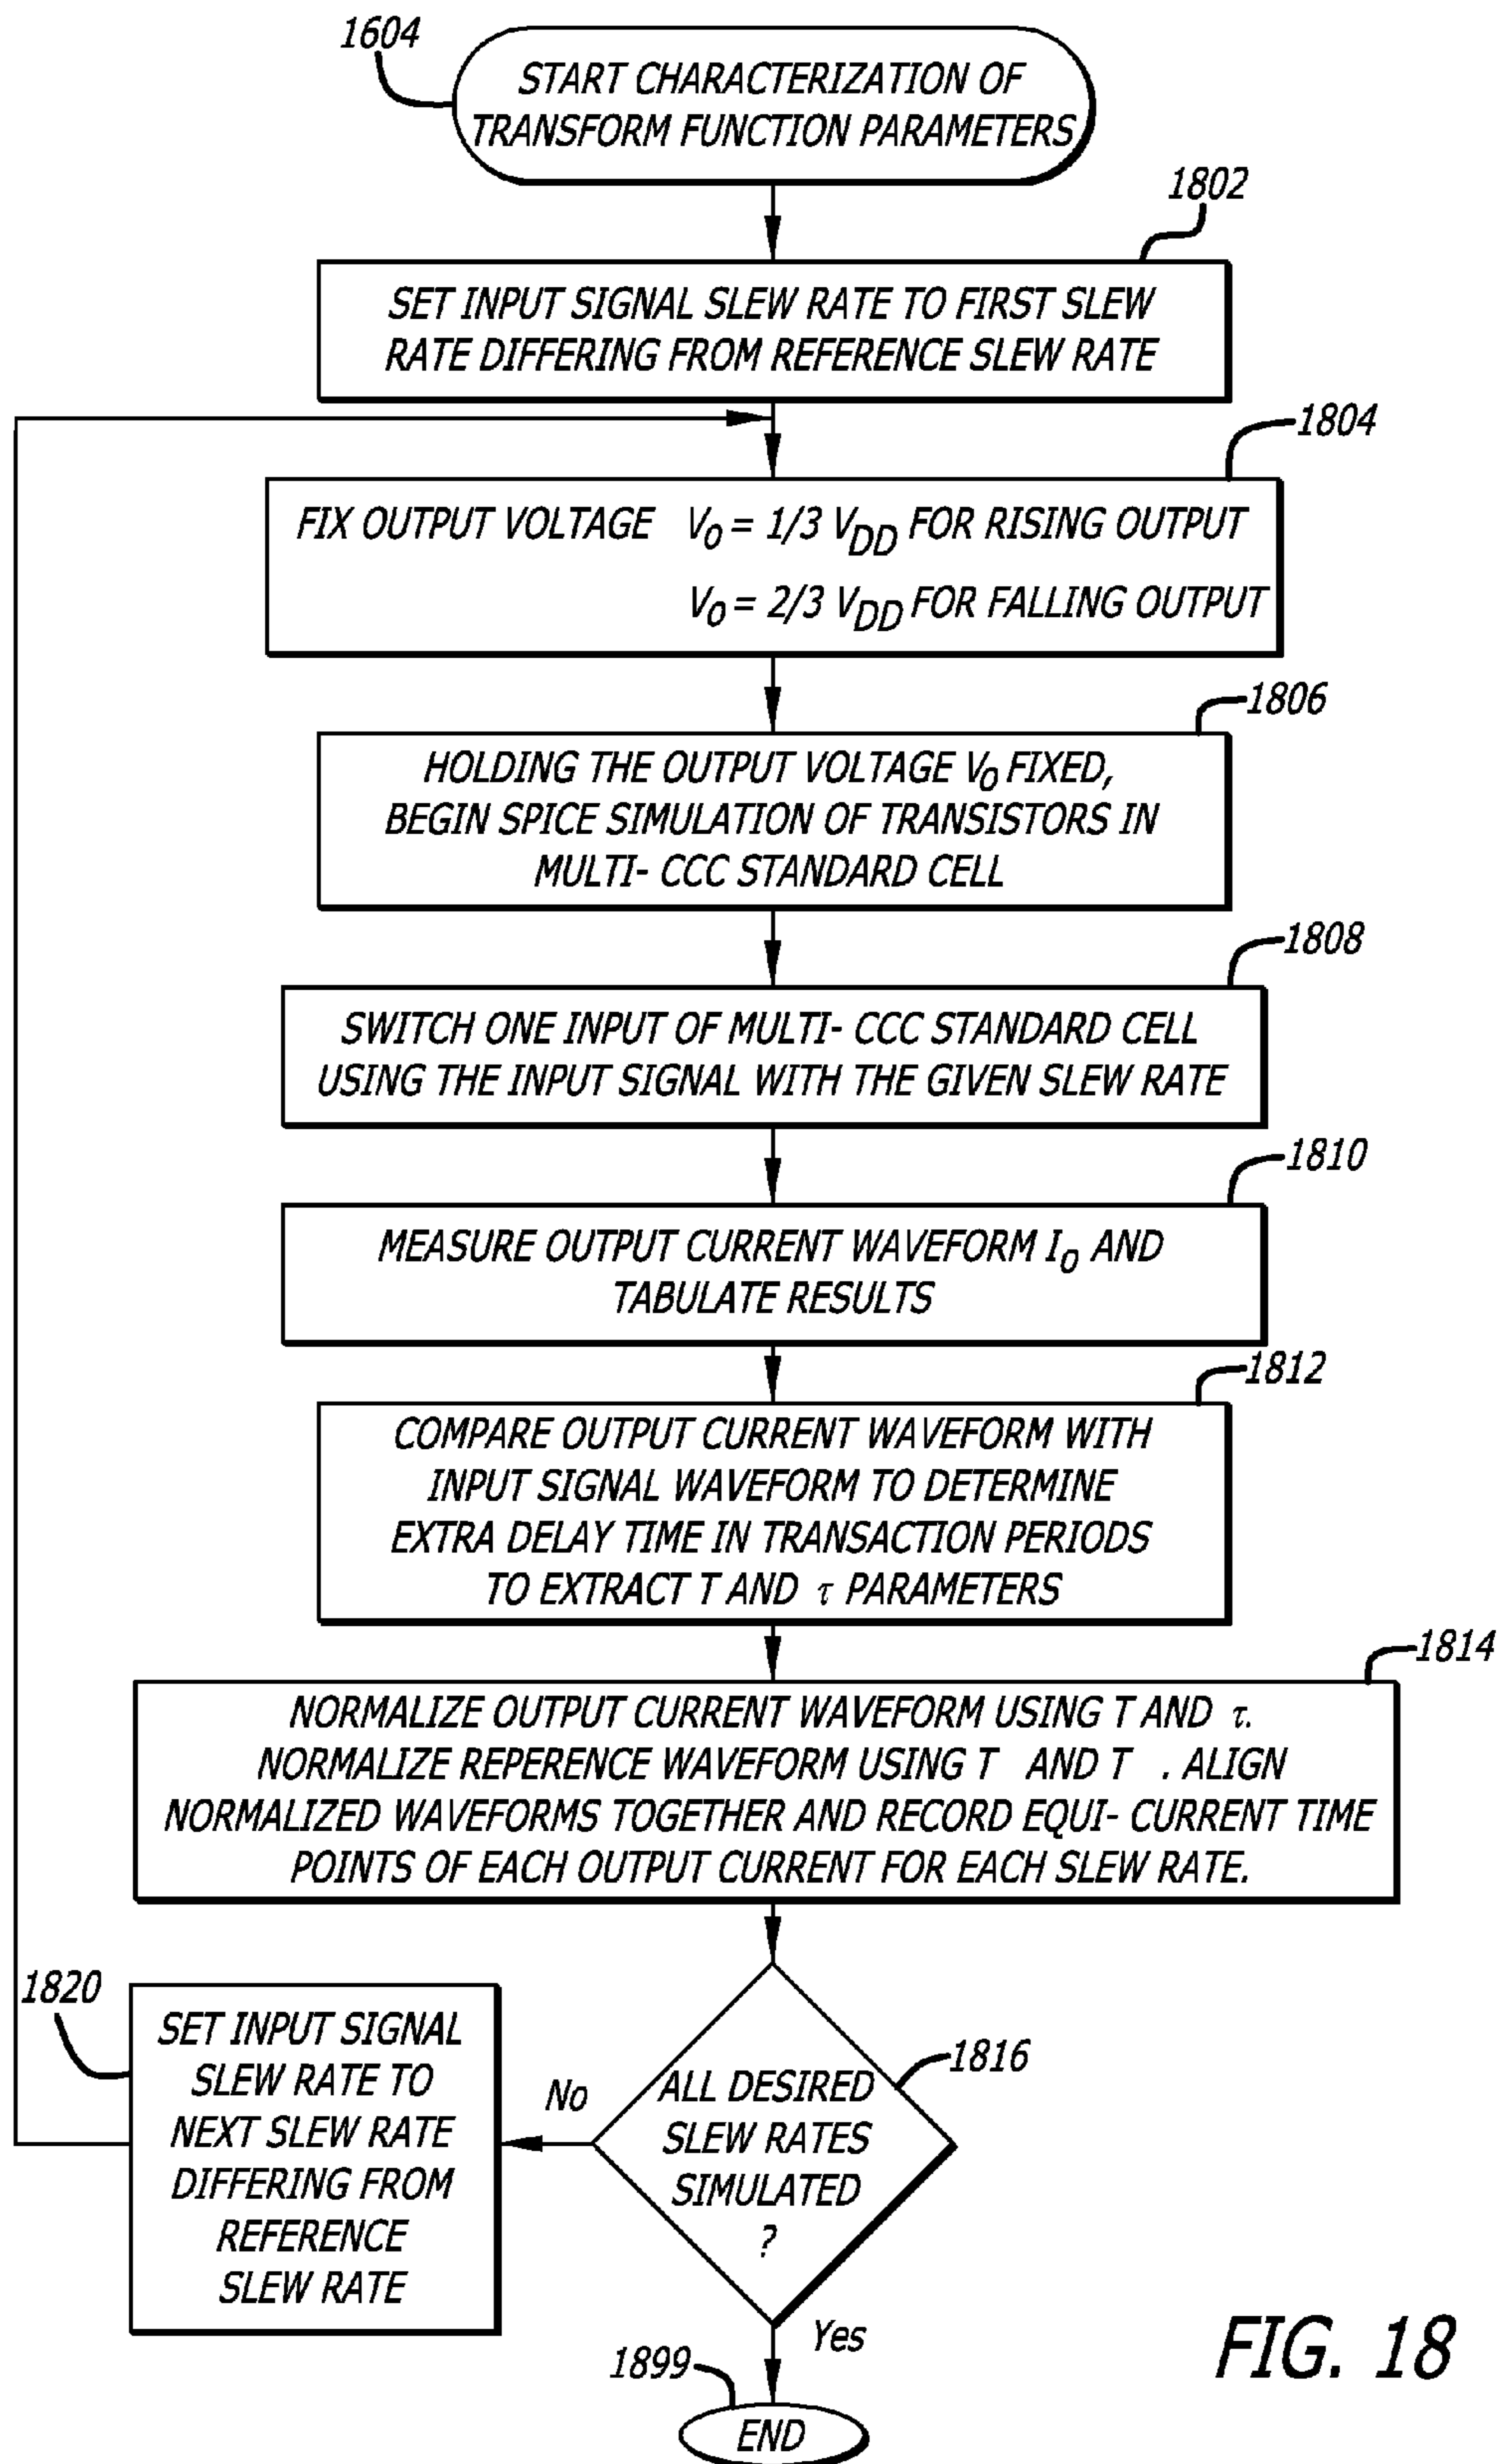 1604
START CHARACTERIZATION OF
TRANSFORM FUNCTION PARAMETERS
1802
SET INPUT SIGNAL SLEW RATE TO FIRST SLEW
RATE DIFFERING FROM REFERENCE SLEW RATE
1804
FIX OUTPUT VOLTAGE V0 = 1/3 VDD FOR RISING OUTPUT
V0 = 2/3 VDD FOR FALLING OUTPUT
1806
HOLDING THE OUTPUT VOLTAGE V0 FIXED,
BEGIN SPICE SIMULATION OF TRANSISTORS IN
MULTI- CCC STANDARD CELL
1808
SWITCH ONE INPUT OF MULTI- CCC STANDARD CELL
USING THE INPUT SIGNAL WITH THE GIVEN SLEW RATE
1810
MEASURE OUTPUT CURRENT WAVEFORM I0 AND
TABULATE RESULTS
1812
COMPARE OUTPUT CURRENT WAVEFORM WITH
INPUT SIGNAL WAVEFORM TO DETERMINE
EXTRA DELAY TIME IN TRANSACTION PERIODS
TO EXTRACT T AND τ PARAMETERS
1814
NORMALIZE OUTPUT CURRENT WAVEFORM USING T AND τ.
NORMALIZE REPERENCE WAVEFORM USING T AND T . ALIGN
NORMALIZED WAVEFORMS TOGETHER AND RECORD EQUI- CURRENT TIME
POINTS OF EACH OUTPUT CURRENT FOR EACH SLEW RATE.
1816
ALL DESIRED
SLEW RATES
SIMULATED
?
No
1820
SET INPUT SIGNAL
SLEW RATE TO
NEXT SLEW RATE
DIFFERING FROM
REFERENCE
SLEW RATE
Yes
1899
END
FIG. 18